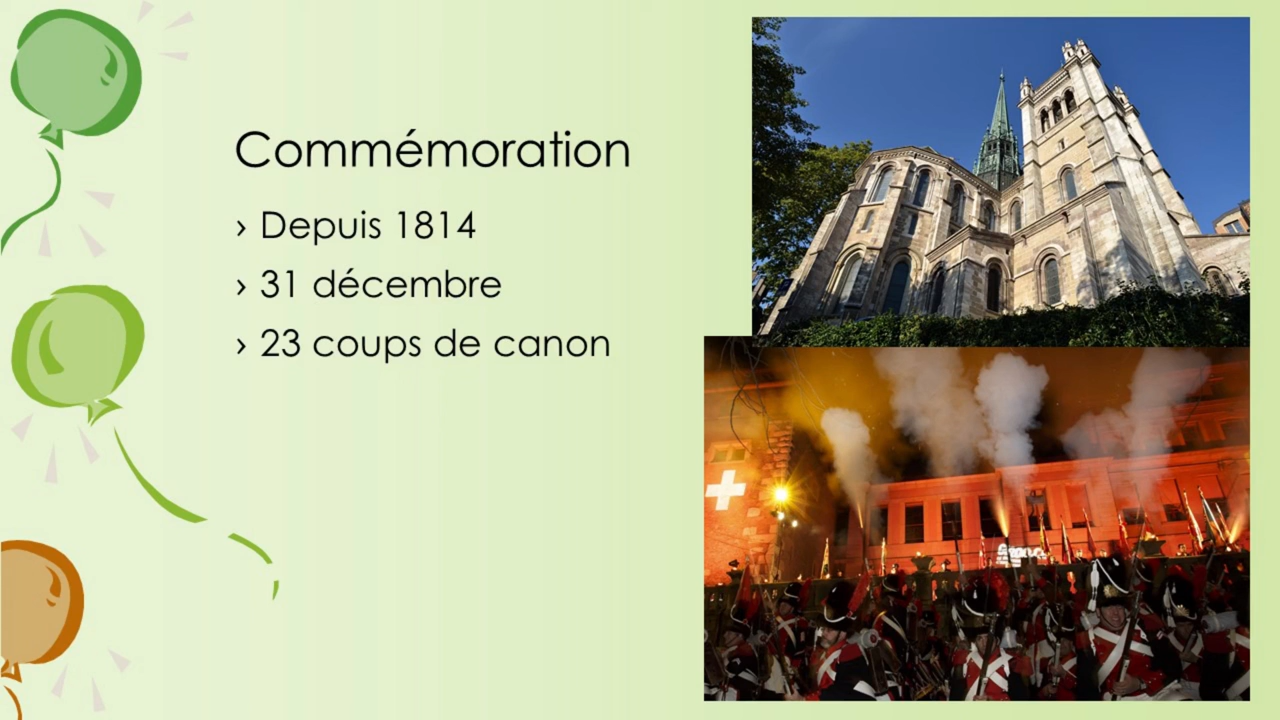 Commémoration
› Depuis 1814
› 31 décembre
› 23 coups de canon